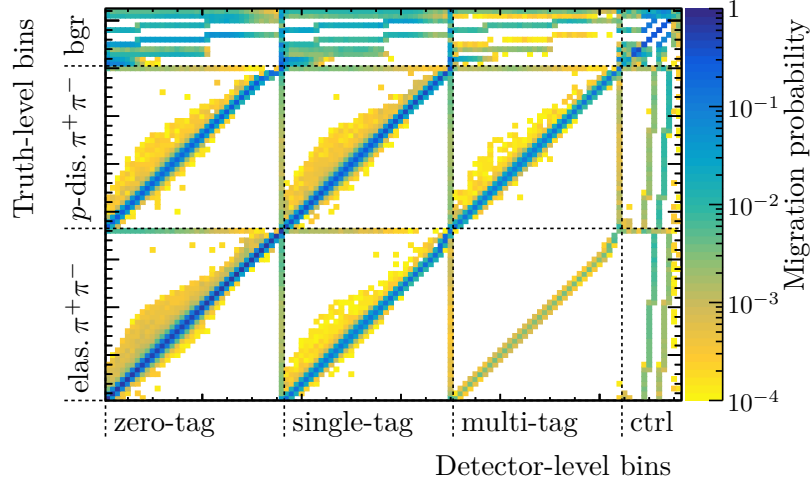 Truth-level bins
bgr
p-dis. π⁺π⁻
elas. π⁺π⁻
zero-tag
single-tag
multi-tag
ctrl
Detector-level bins
1
10⁻¹
10⁻²
10⁻³
10⁻⁴
Migration probability